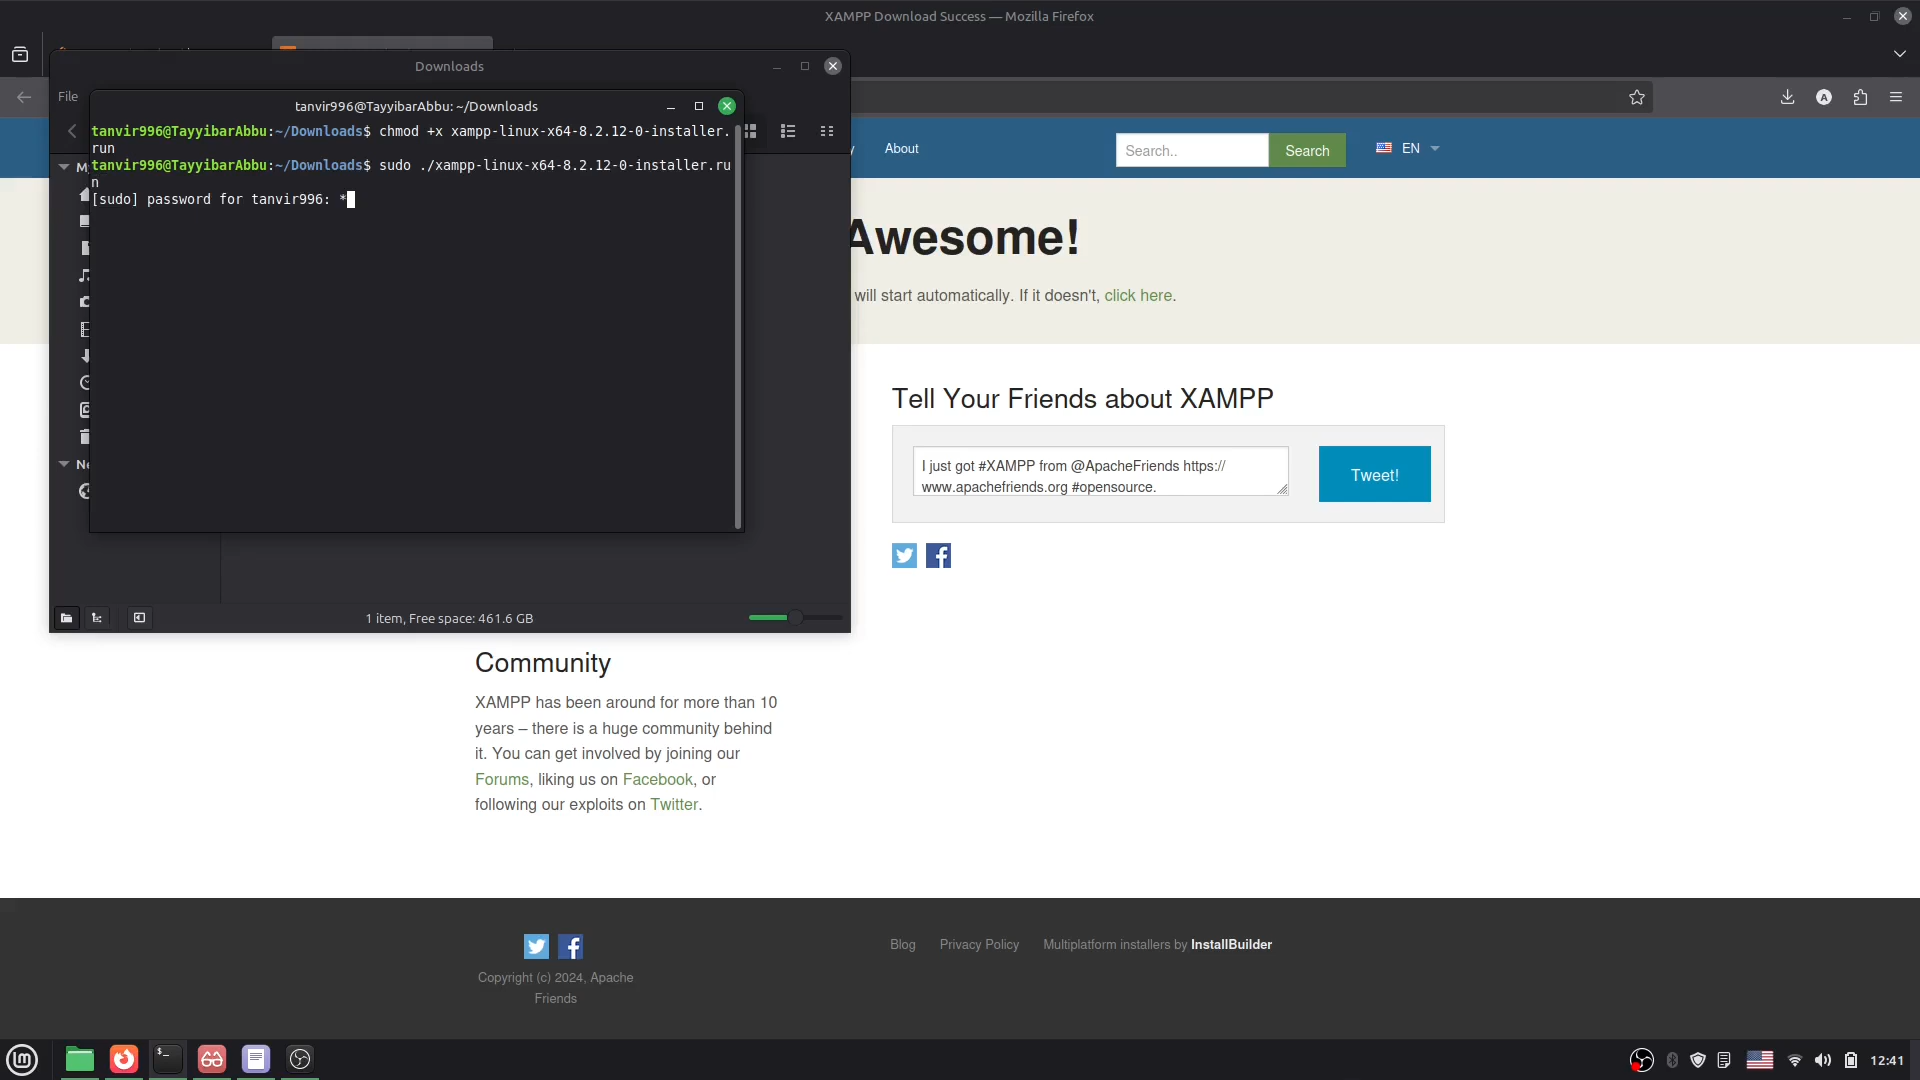 XAMPP Download Success — Mozilla Firefox
Downloads
File
tanvir996@TayyibarAbbu: ~/Downloads
tanvir996@TayyibarAbbu:~/Downloads$ chmod +x xampp-linux-x64-8.2.12-0-installer.
run
tanvir996@TayyibarAbbu:~/Downloads$ sudo ./xampp-linux-x64-8.2.12-0-installer.ru
n
[sudo] password for tanvir996: *
1 item, Free space: 461.6 GB
About
Search..
Search
EN
Awesome!
will start automatically. If it doesn't, click here.
Tell Your Friends about XAMPP
I just got #XAMPP from @ApacheFriends https://
www.apachefriends.org #opensource.
Tweet!
Community
XAMPP has been around for more than 10
years – there is a huge community behind
it. You can get involved by joining our
Forums, liking us on Facebook, or
following our exploits on Twitter.
Copyright (c) 2024, Apache
Friends
Blog
Privacy Policy
Multiplatform installers by InstallBuilder
12:41